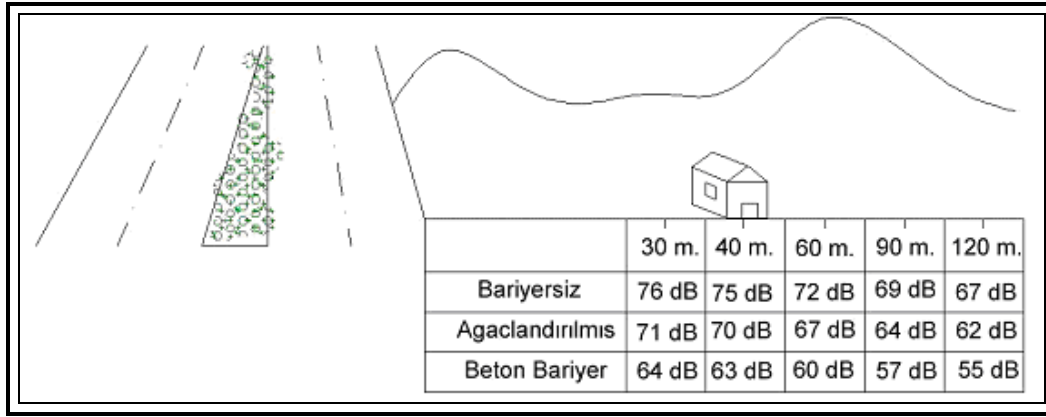 30 m. 40 m. 60 m. 90 m. 120 m.
Bariyersiz 76 dB 75 dB 72 dB 69 dB 67 dB
Agaclandırılmıs 71 dB 70 dB 67 dB 64 dB 62 dB
Beton Bariyer 64 dB 63 dB 60 dB 57 dB 55 dB